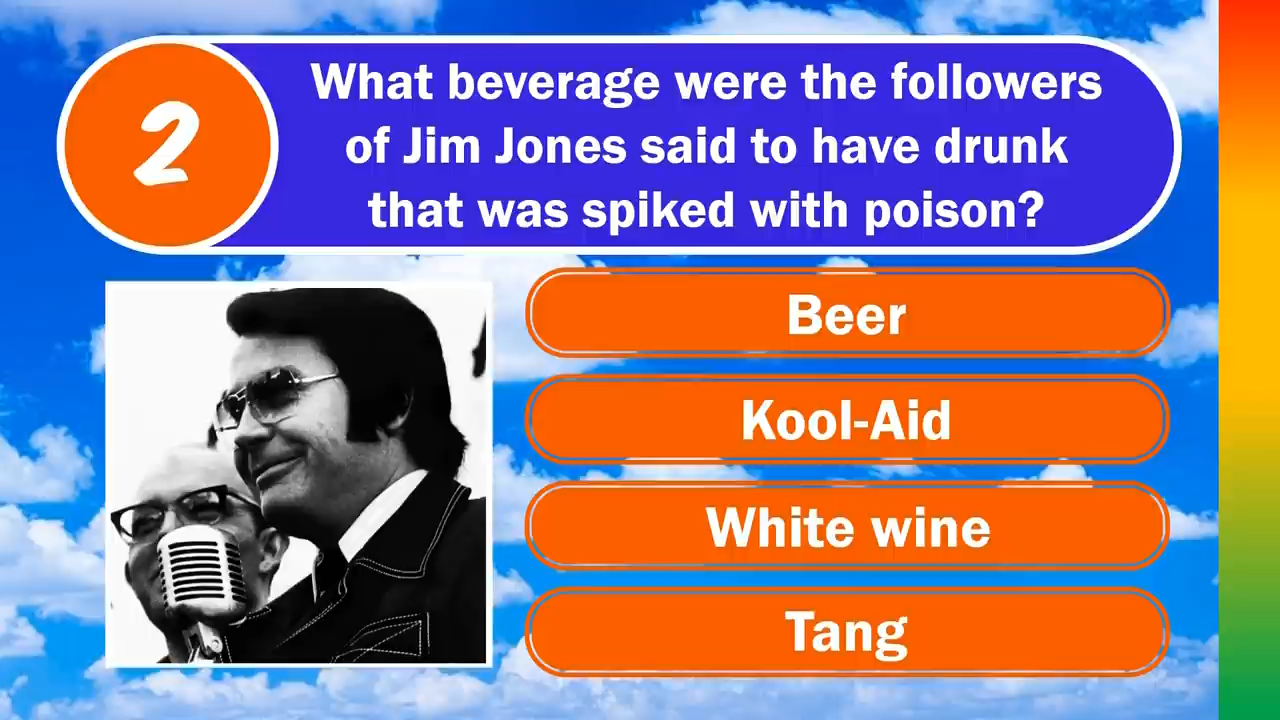 2
What beverage were the followers
of Jim Jones said to have drunk
that was spiked with poison?
Beer
Kool-Aid
White wine
Tang